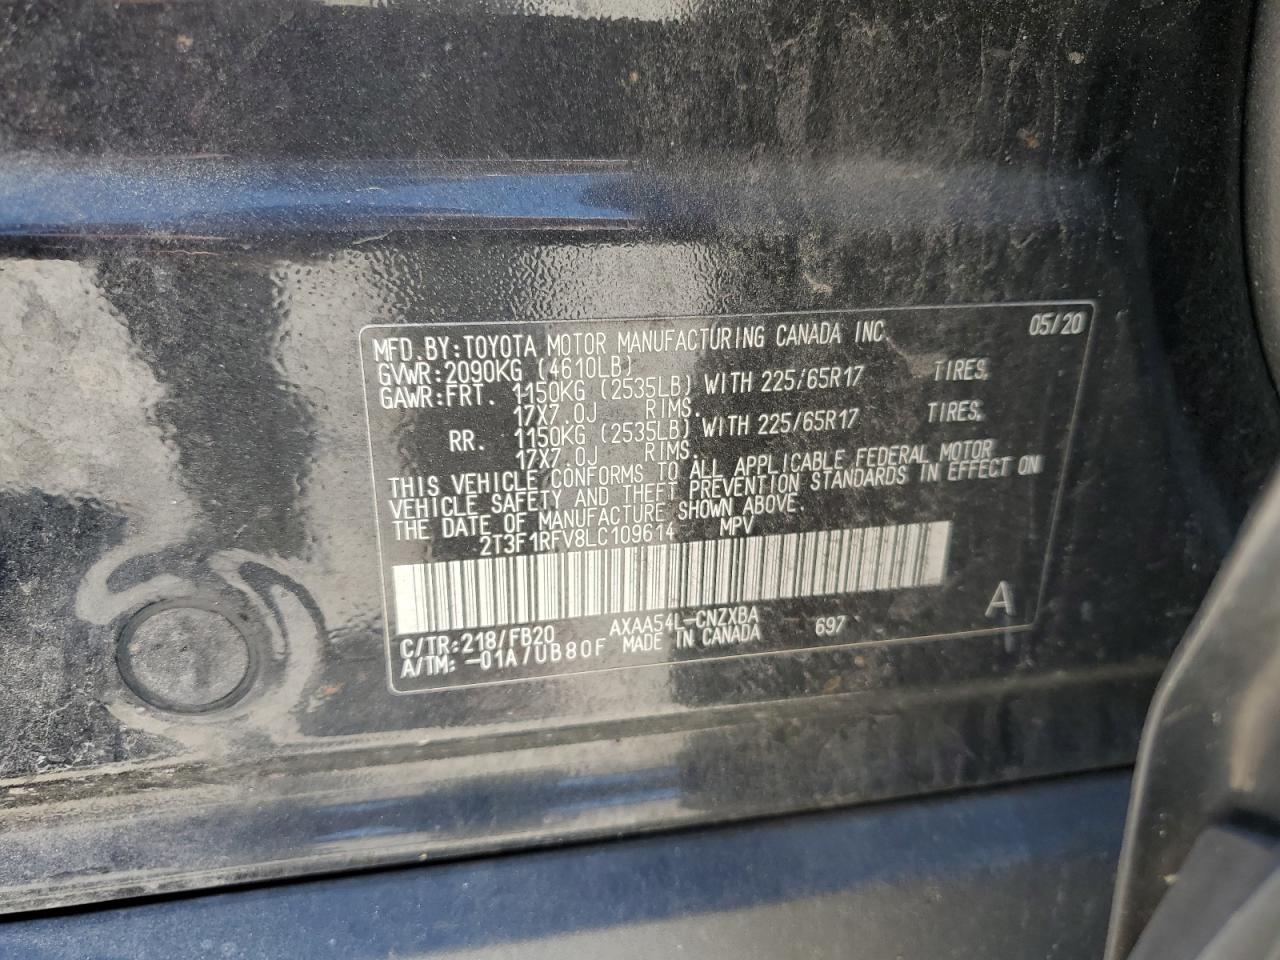 MFD.BY:TOYOTA MOTOR MANUFACTURING CANADA INC. 05/20
GVWR:2090KG (4610LB)
GAWR:FRT. 1150KG (2535LB) WITH 225/65R17 TIRES,
17X7.0J RIMS.
RR. 1150KG (2535LB) WITH 225/65R17 TIRES,
17X7.0J RIMS.
THIS VEHICLE CONFORMS TO ALL APPLICABLE FEDERAL MOTOR
VEHICLE SAFETY AND THEFT PREVENTION STANDARDS IN EFFECT ON
THE DATE OF MANUFACTURE SHOWN ABOVE.
2T3F1RFV8LC109614 MPV
C/TR:218/FB20 AXAA54L-CNZXBA 697 A
A/TM: -01A/UB80F MADE IN CANADA